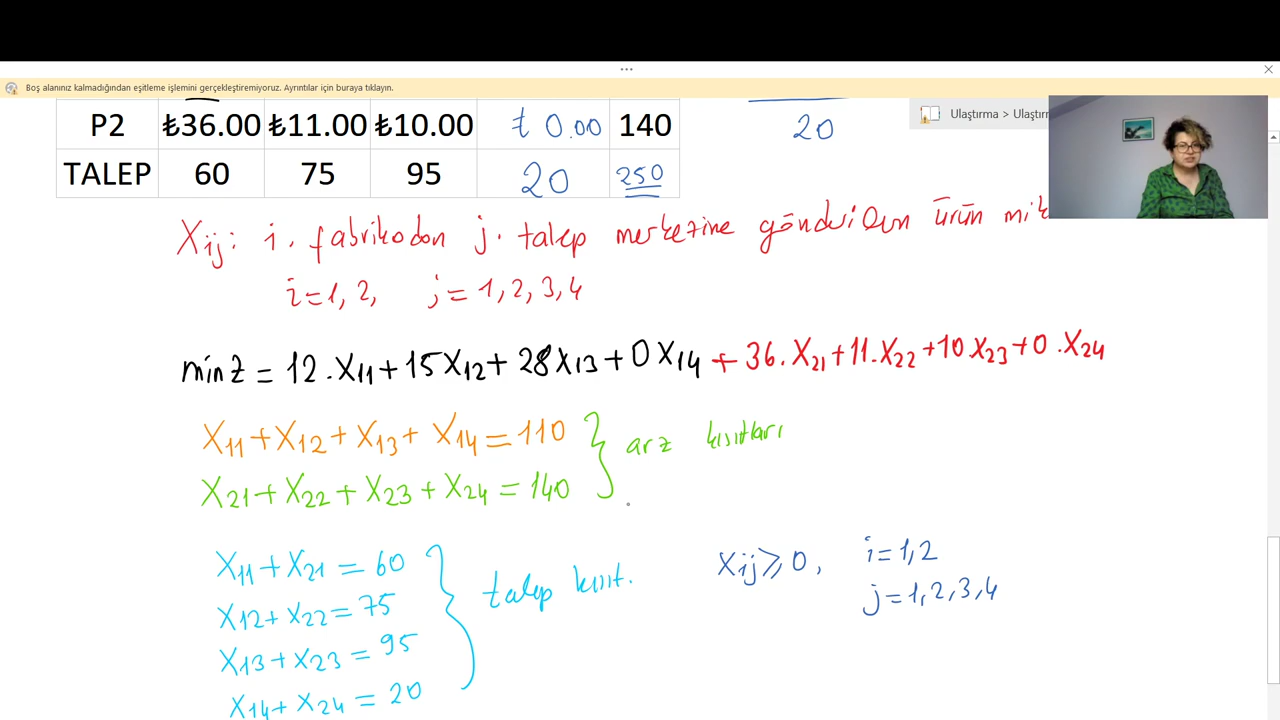 Boş alanınız kalmadığından eşitleme işlemini gerçekleştiremiyoruz. Ayrıntılar için buraya tıklayın.
P2 ₺36.00 ₺11.00 ₺10.00 ₺ 0.00 140 20
Ulaştırma > Ulaştırm
TALEP 60 75 95 20 250
Xij: i. fabrikadan j. talep merkezine gönderilen ürün mik
i=1, 2, j = 1, 2, 3, 4
min Z = 12.X11+15X12+28X13+0X14 + 36.X21+11.X22+10X23+0.X24
X11+X12+X13+X14=110
arz kısıtları
X21+X22+X23+X24=140
X11+X21=60
X12+X22=75
talep kısıt.
X13+X23=95
X14+X24=20
Xij⩾0, i=1,2
j=1,2,3,4